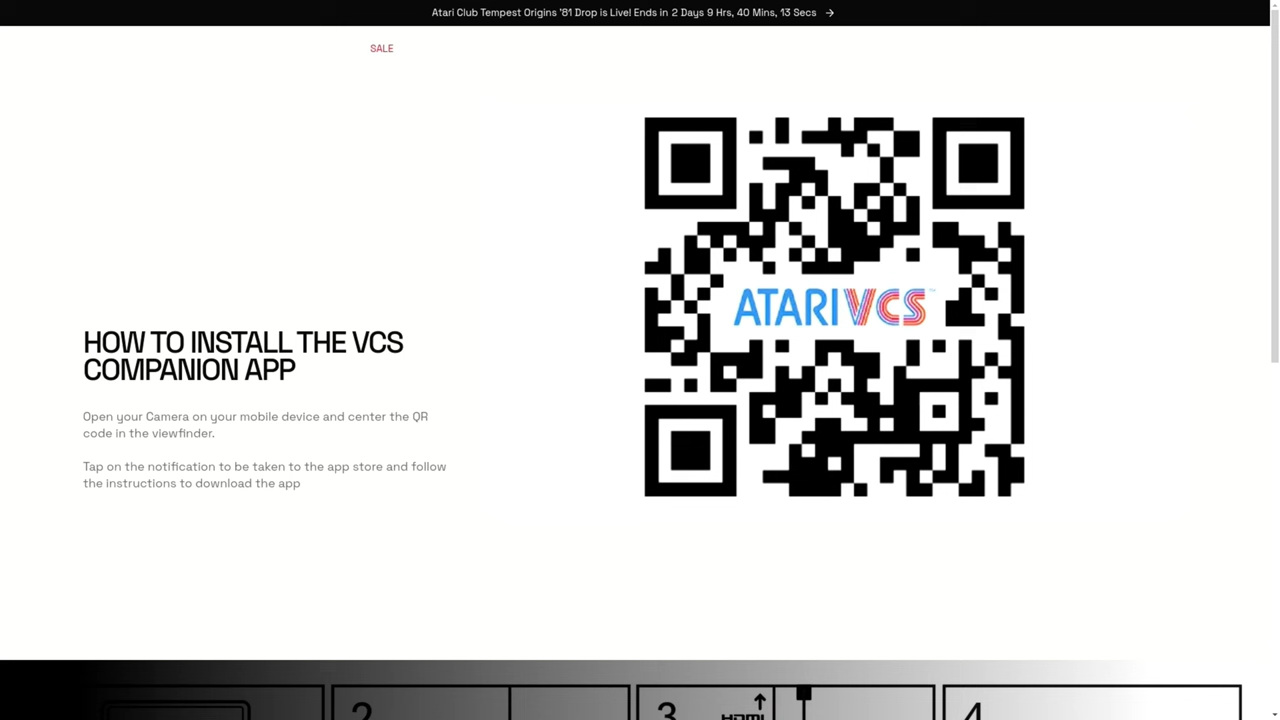 Atari Club Tempest Origins '81 Drop is Live! Ends in 2 Days 9 Hrs, 40 Mins, 13 Secs →
SALE
ATARI VCS™
HOW TO INSTALL THE VCS
COMPANION APP
Open your Camera on your mobile device and center the QR
code in the viewfinder.
Tap on the notification to be taken to the app store and follow
the instructions to download the app
2
3
HDMI
4